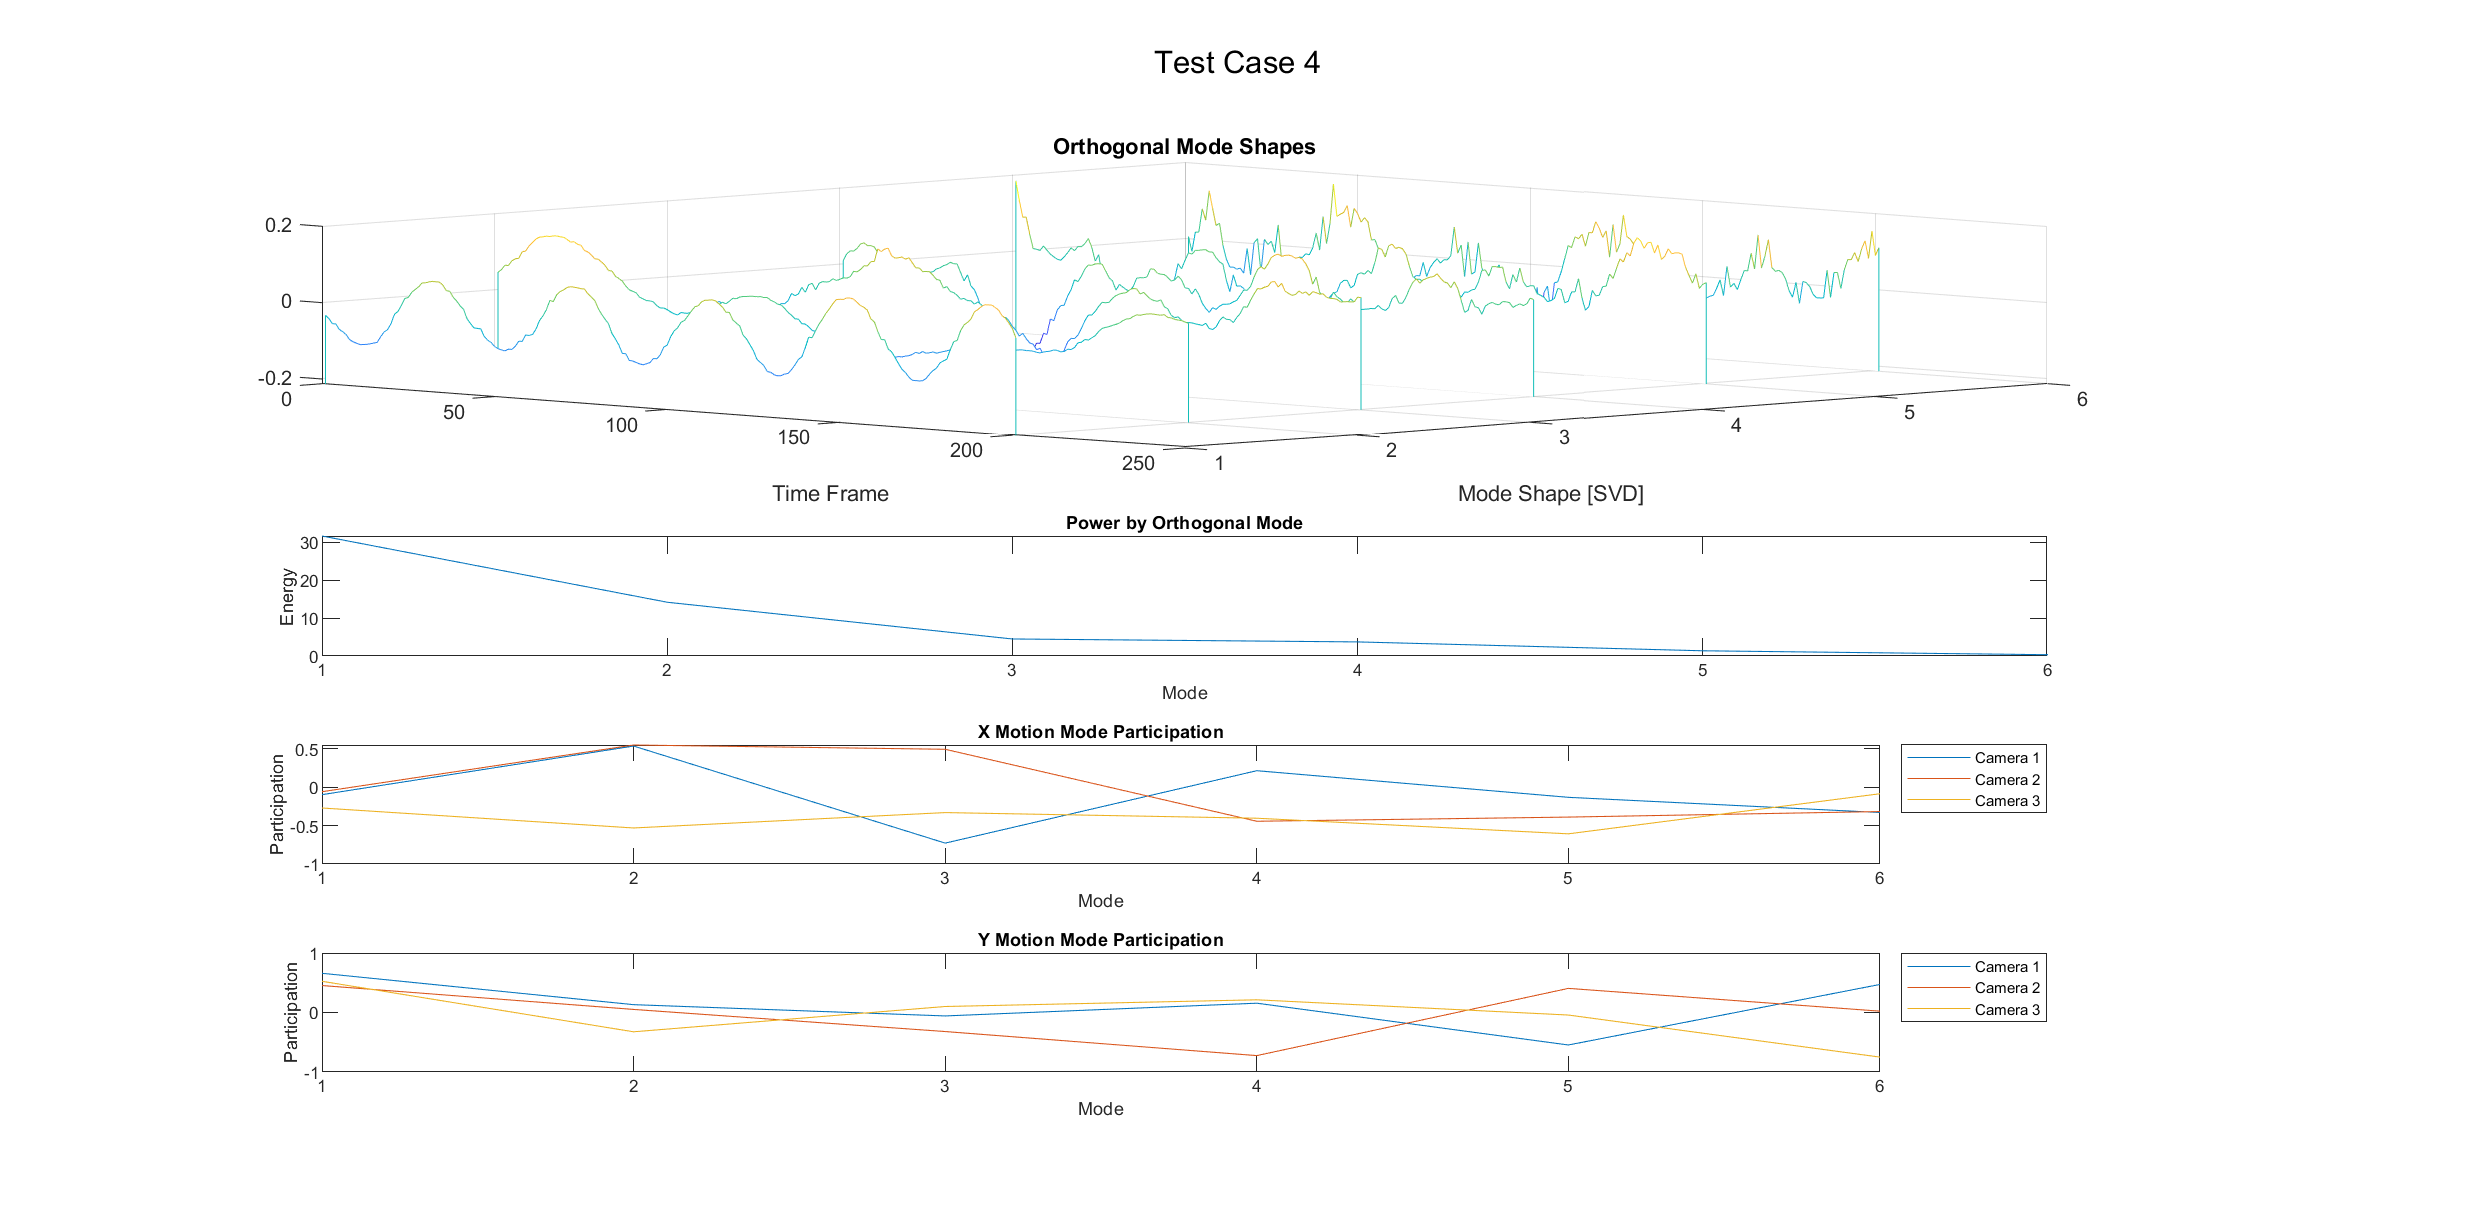 Test Case 4
Orthogonal Mode Shapes
0.2
0
-0.2
0
50
100
150
200
250
1
2
3
4
5
6
Time Frame
Mode Shape [SVD]
Power by Orthogonal Mode
Energy
30
20
10
0
1 2 3 4 5 6
Mode
X Motion Mode Participation
Participation
0.5
0
-0.5
-1
1 2 3 4 5 6
Mode
Camera 1
Camera 2
Camera 3
Y Motion Mode Participation
Participation
1
0
-1
1 2 3 4 5 6
Mode
Camera 1
Camera 2
Camera 3